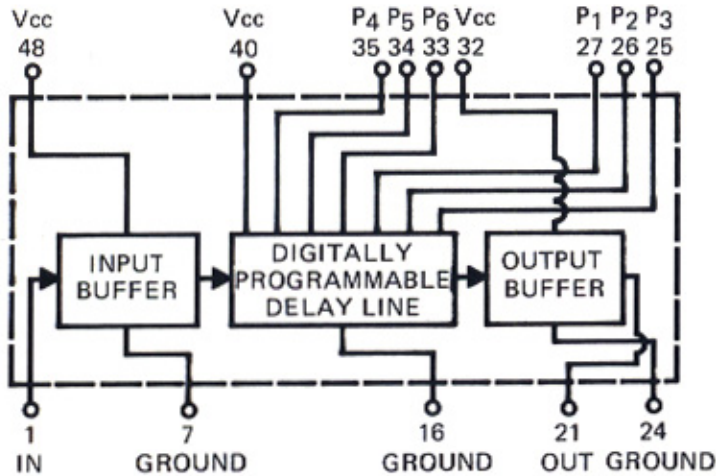 Vcc Vcc P4 P5 P6 Vcc P1 P2 P3
48 40 35 34 33 32 27 26 25
INPUT
BUFFER
DIGITALLY
PROGRAMMABLE
DELAY LINE
OUTPUT
BUFFER
1 7 16 21 24
IN GROUND GROUND OUT GROUND